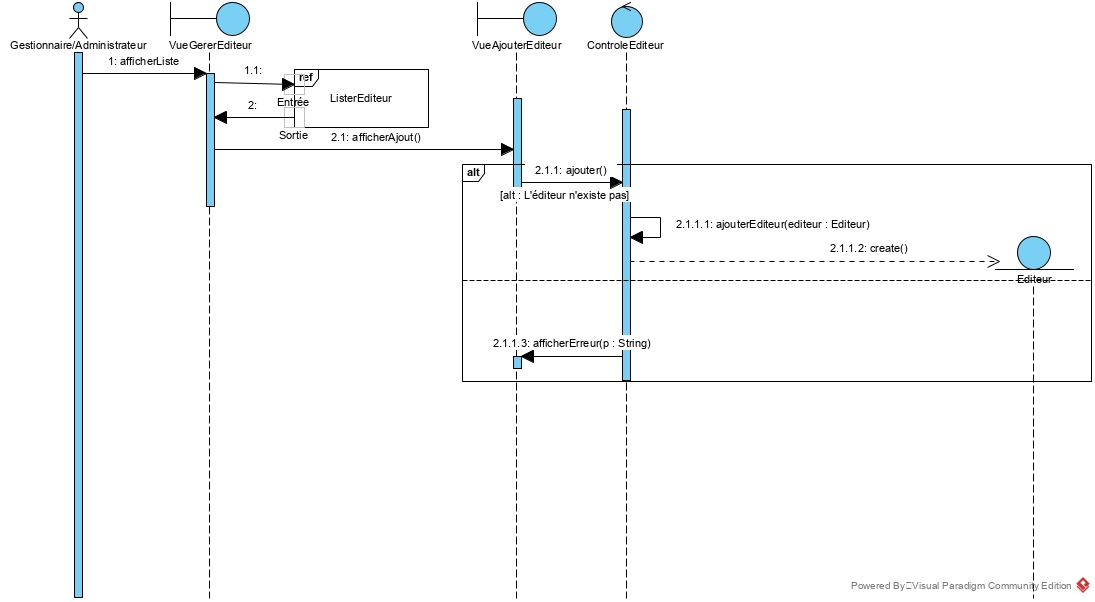 Gestionnaire/Administrateur
VueGererEditeur
VueAjouterEditeur
ControleEditeur
1: afficherListe
1.1:
ref
Entrée
ListerEditeur
2:
Sortie
2.1: afficherAjout()
alt
2.1.1: ajouter()
[alt : L'éditeur n'existe pas]
2.1.1.1: ajouterEditeur(editeur : Editeur)
2.1.1.2: create()
Editeur
2.1.1.3: afficherErreur(p : String)
Powered By Visual Paradigm Community Edition